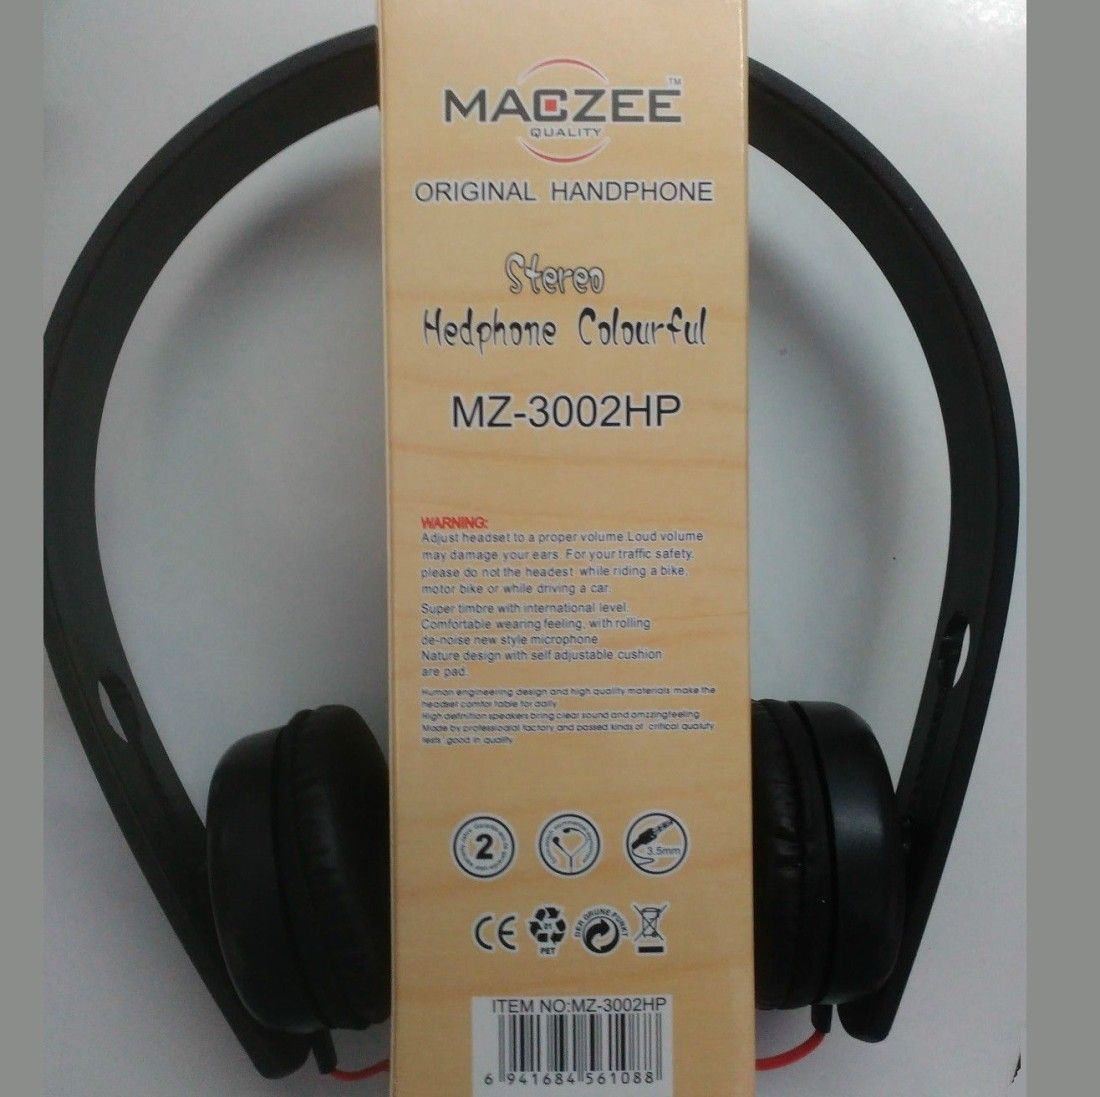 MACZEE™
QUALITY
ORIGINAL HANDPHONE
Stereo
Hedphone Colourful
MZ-3002HP
WARNING:
Adjust headset to a proper volume.Loud volume
may damage your ears. For your traffic safety.
please do not the headest while riding a bike,
motor bike or while driving a car.
Super timbre with international level.
Comfortable wearing feeling, with rolling
de-noise new style microphone
Nature design with self adjustable cushion
are pad.
Human engineering design and high quality materials make the
headset comfor table for daily
High definition speakers bring clear sound and amzzingfeeling
Made by professiodial factory and passed kinds of critical qualuty
tests good in quality
2
3.5mm
CE
01
PET
DER GRÜNE PUNKT
ITEM NO:MZ-3002HP
6 941684 561088